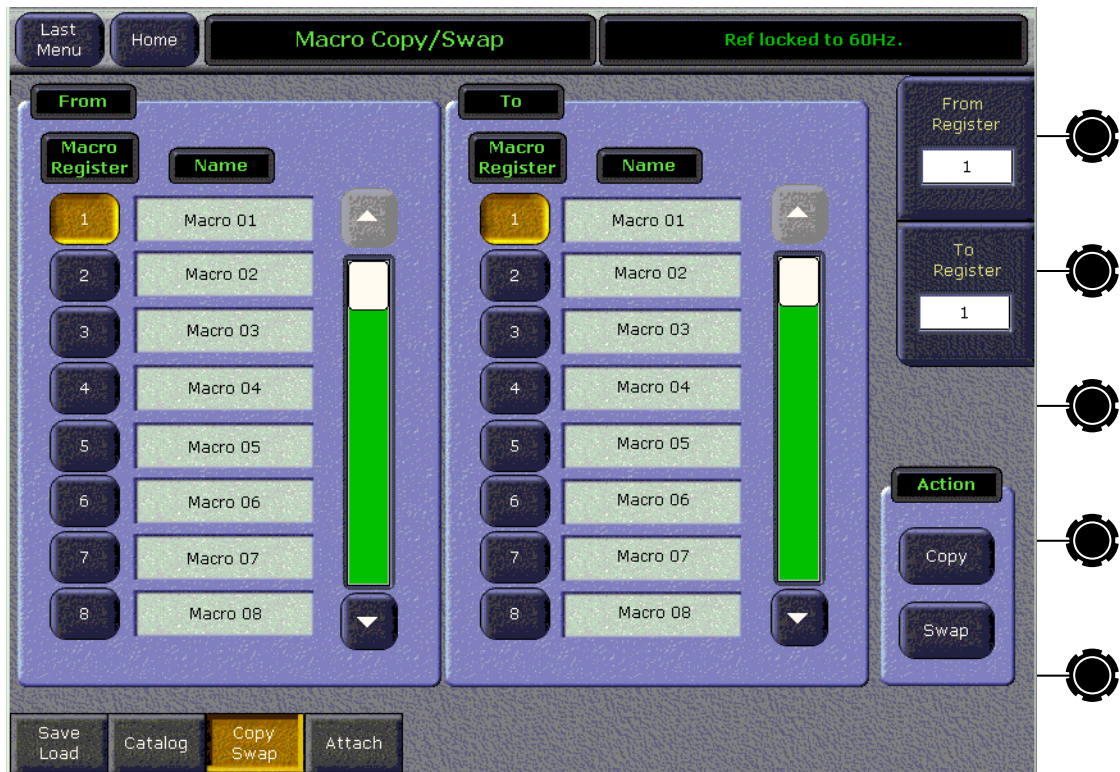 Last
Menu
Home
Macro Copy/Swap
Ref locked to 60Hz.
From
Macro
Register
Name
1
Macro 01
2
Macro 02
3
Macro 03
4
Macro 04
5
Macro 05
6
Macro 06
7
Macro 07
8
Macro 08
To
Macro
Register
Name
1
Macro 01
2
Macro 02
3
Macro 03
4
Macro 04
5
Macro 05
6
Macro 06
7
Macro 07
8
Macro 08
From
Register
1
To
Register
1
Action
Copy
Swap
Save
Load
Catalog
Copy
Swap
Attach